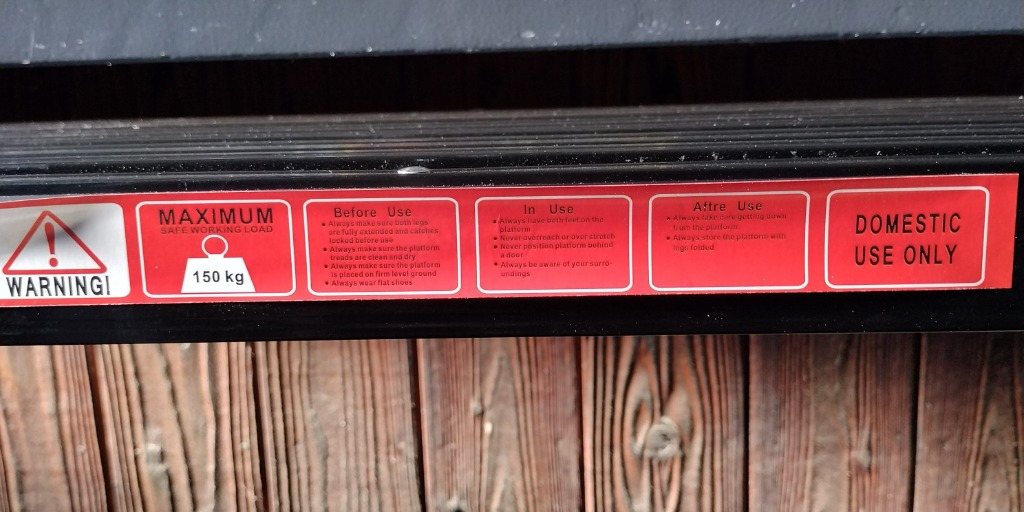 WARNING!
MAXIMUM
SAFE WORKING LOAD
150 kg
Before Use
• Always make sure both legs
are fully extended and catches
locked before use
• Always make sure the platform
treads are clean and dry
• Always make sure the platform
is placed on firm level ground
• Always wear flat shoes
In Use
• Always have both feet on the
platform
• Never overreach or over stretch
• Never position platform behind
a door
• Always be aware of your surro-
undings
Aftre Use
• Always take care getting down
from the platform
• Always store the platform with
legs folded
DOMESTIC
USE ONLY